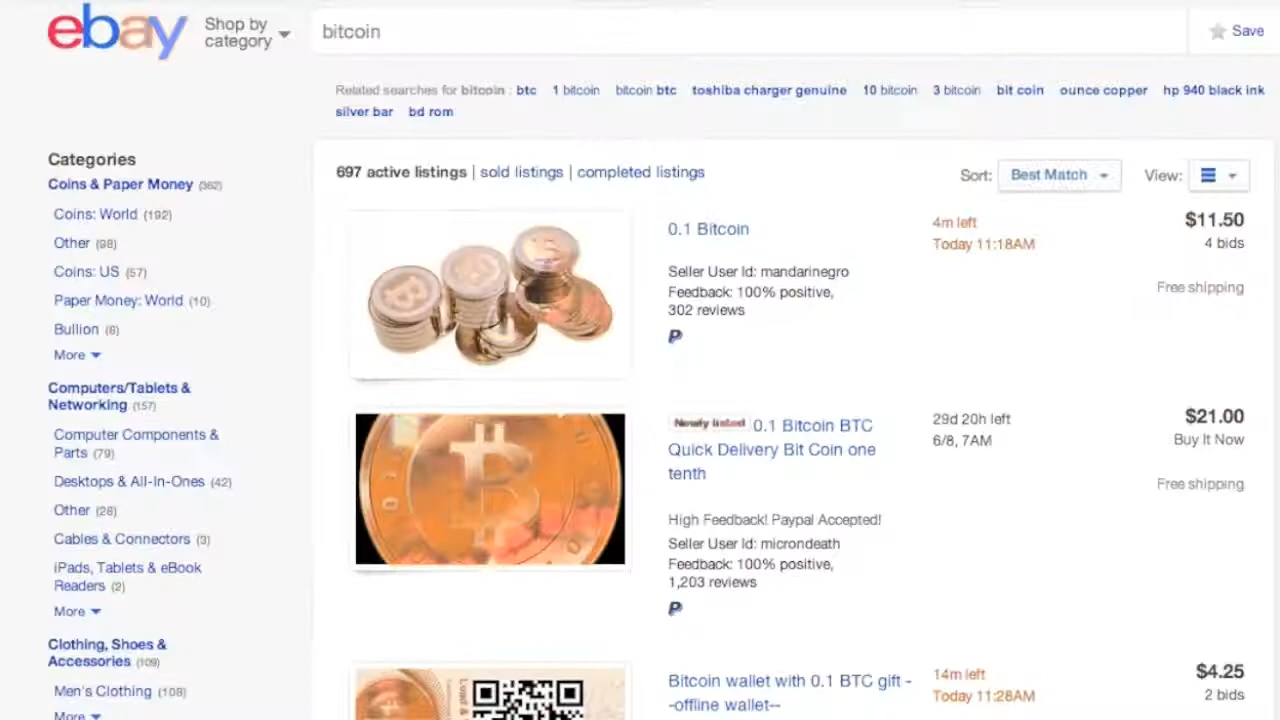 ebay
Shop by
category
bitcoin
Save
Related searches for bitcoin : btc 1 bitcoin bitcoin btc toshiba charger genuine 10 bitcoin 3 bitcoin bit coin ounce copper hp 940 black ink
silver bar bd rom
Categories
Coins & Paper Money (362)
Coins: World (192)
Other (98)
Coins: US (57)
Paper Money: World (10)
Bullion (8)
More
Computers/Tablets &
Networking (157)
Computer Components &
Parts (79)
Desktops & All-In-Ones (42)
Other (28)
Cables & Connectors (3)
iPads, Tablets & eBook
Readers (2)
More
Clothing, Shoes &
Accessories (109)
Men's Clothing (108)
More
697 active listings | sold listings | completed listings
Sort: Best Match View:
0.1 Bitcoin
Seller User Id: mandarinegro
Feedback: 100% positive,
302 reviews
4m left
Today 11:18AM
$11.50
4 bids
Free shipping
Newly listed 0.1 Bitcoin BTC
Quick Delivery Bit Coin one
tenth
High Feedback! Paypal Accepted!
Seller User Id: microndeath
Feedback: 100% positive,
1,203 reviews
29d 20h left
6/8, 7AM
$21.00
Buy It Now
Free shipping
Bitcoin wallet with 0.1 BTC gift -
-offline wallet--
14m left
Today 11:28AM
$4.25
2 bids